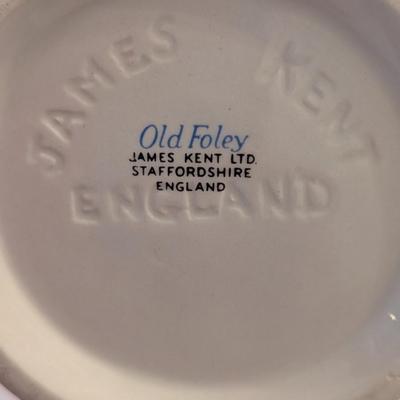 JAMES KENT
Old Foley
JAMES KENT LTD.
STAFFORDSHIRE
ENGLAND
ENGLAND